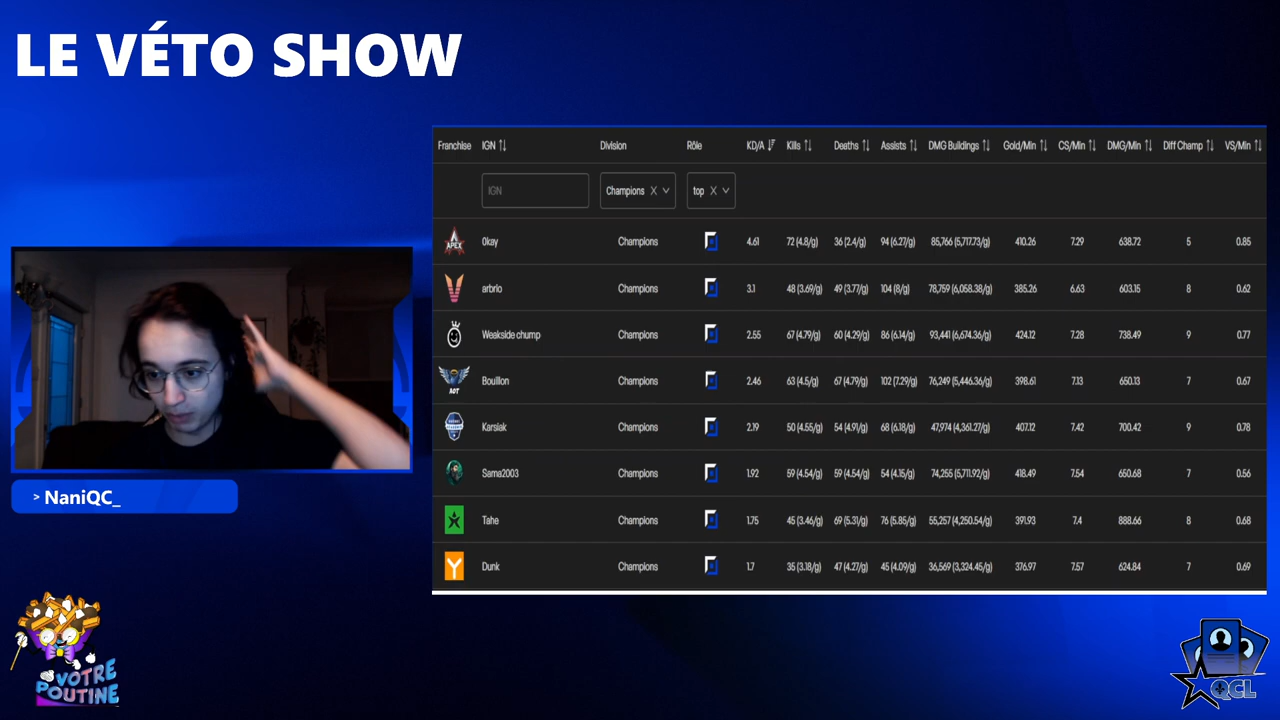 LE VÉTO SHOW
Franchise IGN Division Rôle KD/A Kills Deaths Assists DMG Buildings Gold/Min CS/Min DMG/Min Diff Champ VS/Min
IGN Champions X top X
APEX 0kay Champions 4.61 72 (4.8/g) 36 (2.4/g) 94 (6.27/g) 85,766 (5,717.73/g) 410.26 7.29 638.72 5 0.85
arbrio Champions 3.1 48 (3.69/g) 49 (3.77/g) 104 (8/g) 78,759 (6,058.38/g) 385.26 6.63 603.15 8 0.62
Weakside chump Champions 2.55 67 (4.79/g) 60 (4.29/g) 86 (6.14/g) 93,441 (6,674.36/g) 424.12 7.28 738.49 9 0.77
AOT Bouillon Champions 2.46 63 (4.5/g) 67 (4.79/g) 102 (7.29/g) 76,249 (5,446.36/g) 398.61 7.13 650.13 7 0.67
Karsiak Champions 2.19 50 (4.55/g) 54 (4.91/g) 68 (6.18/g) 47,974 (4,361.27/g) 407.12 7.42 700.42 9 0.78
Sama2003 Champions 1.92 59 (4.54/g) 59 (4.54/g) 54 (4.15/g) 74,255 (5,711.92/g) 418.49 7.54 650.68 7 0.56
Tahe Champions 1.75 45 (3.46/g) 69 (5.31/g) 76 (5.85/g) 55,257 (4,250.54/g) 391.93 7.4 888.66 8 0.68
Y Dunk Champions 1.7 35 (3.18/g) 47 (4.27/g) 45 (4.09/g) 36,569 (3,324.45/g) 376.97 7.57 624.84 7 0.69
> NaniQC_
VOTRE
POUTINE
QCL